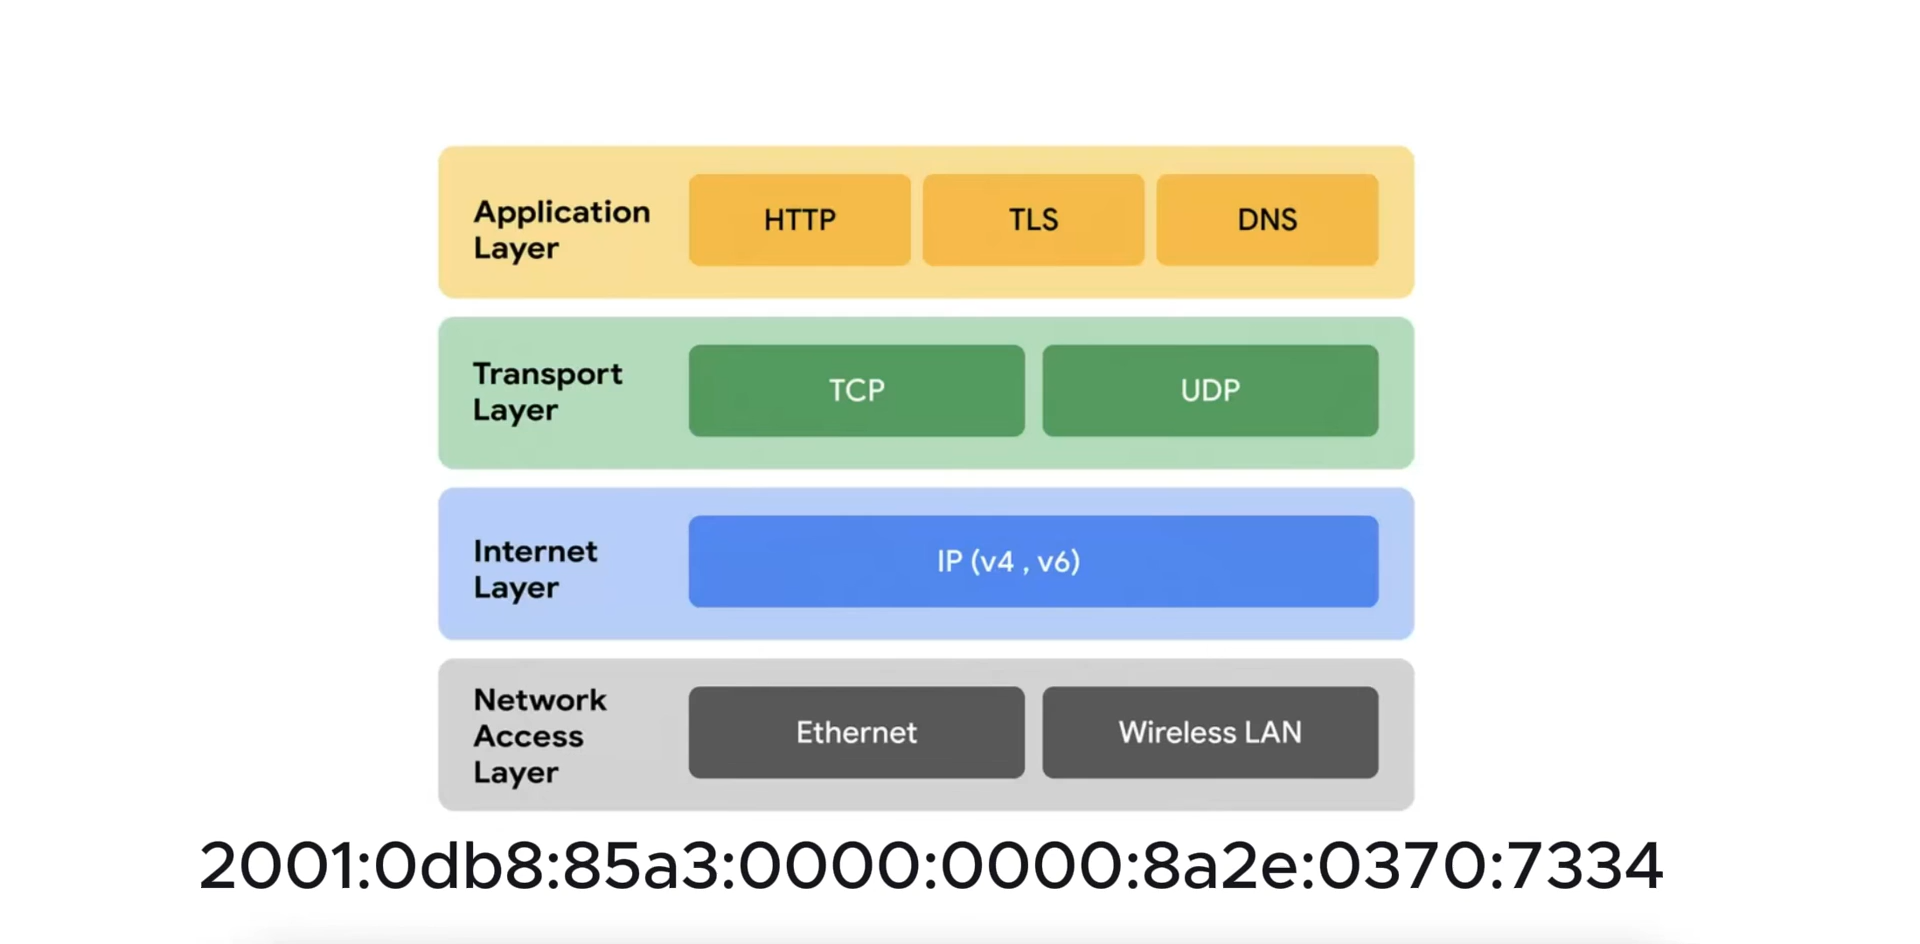 Application
Layer
HTTP
TLS
DNS
Transport
Layer
TCP
UDP
Internet
Layer
IP (v4 , v6)
Network
Access
Layer
Ethernet
Wireless LAN
2001:0db8:85a3:0000:0000:8a2e:0370:7334